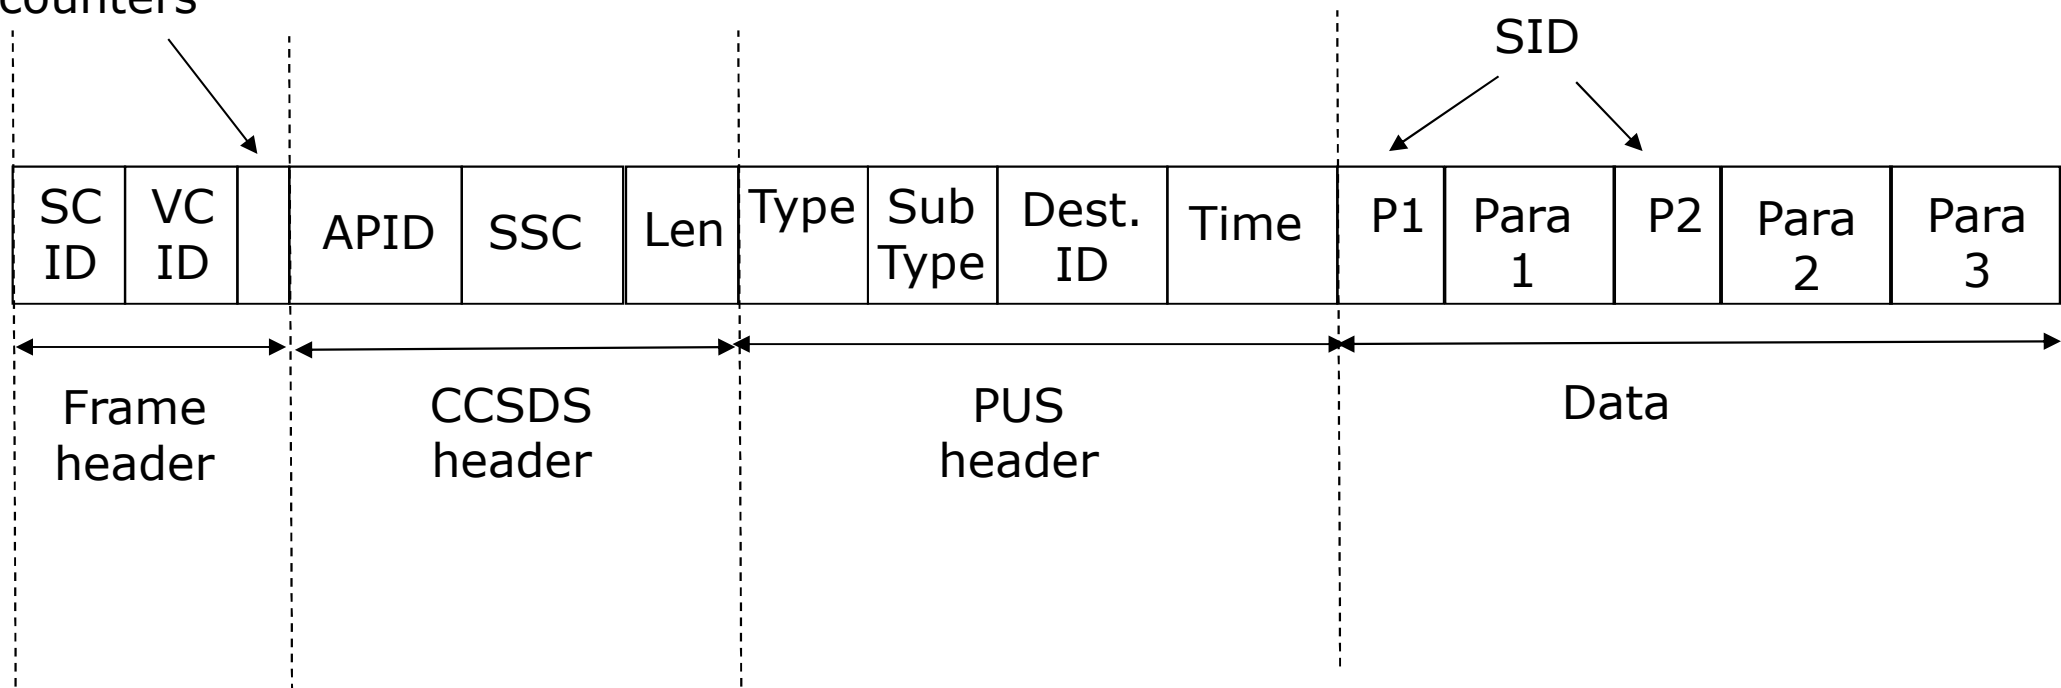 counters
SID
SC
ID
VC
ID
APID
SSC
Len
Type
Sub
Type
Dest.
ID
Time
P1
Para
1
P2
Para
2
Para
3
Frame
header
CCSDS
header
PUS
header
Data